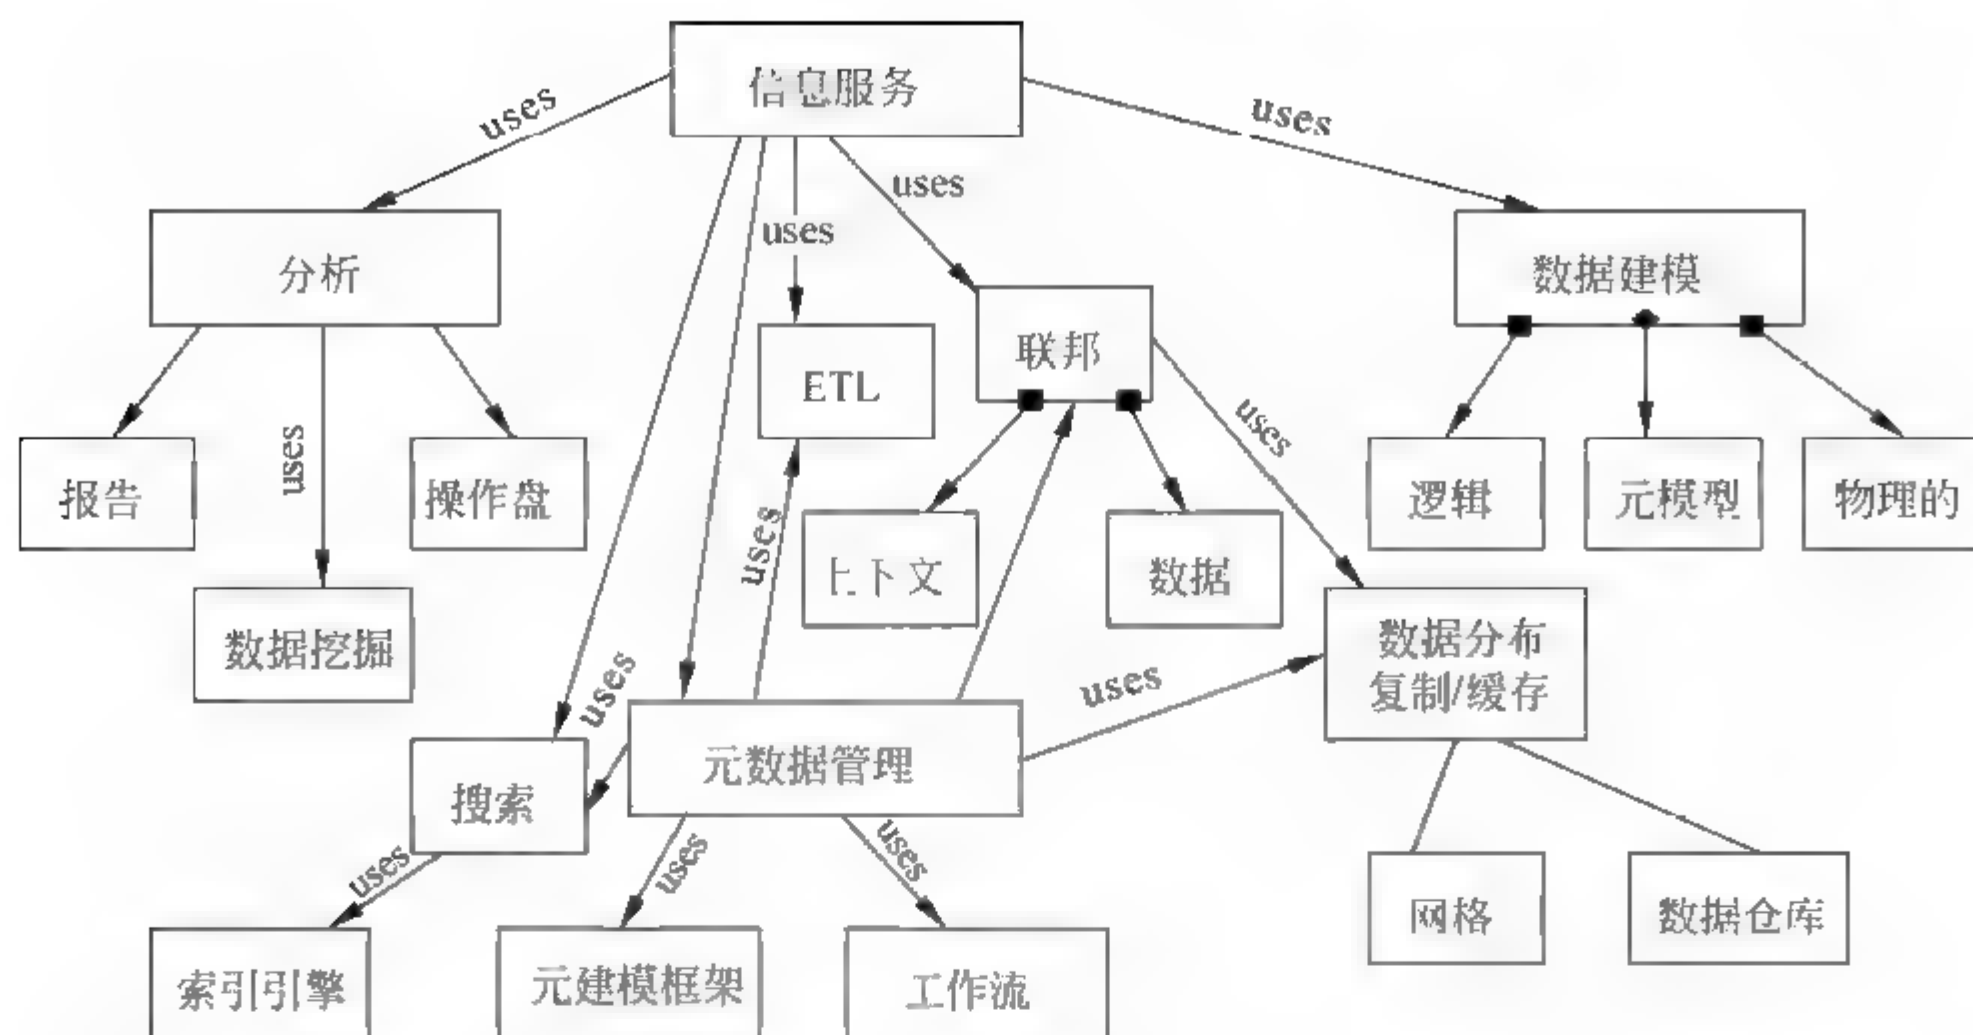 信息服务
uses
uses
uses
uses
分析
数据建模
ETL
联邦
uses
uses
报告
操作盘
逻辑
元模型
物理的
uses
上下文
数据
数据挖掘
数据分布
复制/缓存
uses
uses
搜索
元数据管理
uses
uses
uses
网格
数据仓库
索引引擎
元建模框架
工作流